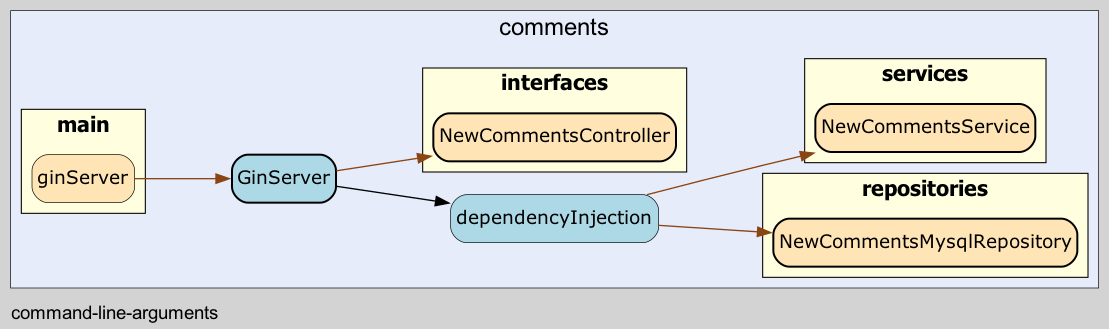 comments
main
ginServer
GinServer
interfaces
NewCommentsController
dependencyInjection
services
NewCommentsService
repositories
NewCommentsMysqlRepository
command-line-arguments